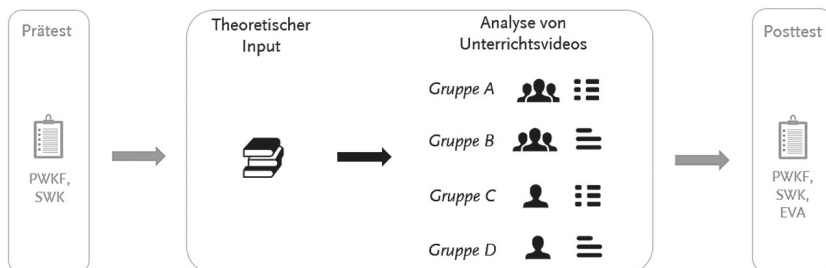 Prätest
PWKF,
SWK
Theoretischer
Input
Analyse von
Unterrichtsvideos
Gruppe A
Gruppe B
Gruppe C
Gruppe D
Posttest
PWKF,
SWK,
EVA